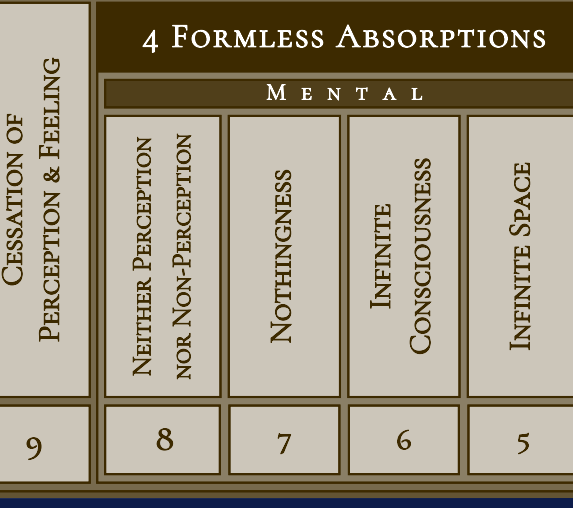 4 FORMLESS ABSORPTIONS
MENTAL
CESSATION OF
PERCEPTION & FEELING
NEITHER PERCEPTION
NOR NON-PERCEPTION
NOTHINGNESS
INFINITE
CONSCIOUSNESS
INFINITE SPACE
9
8
7
6
5